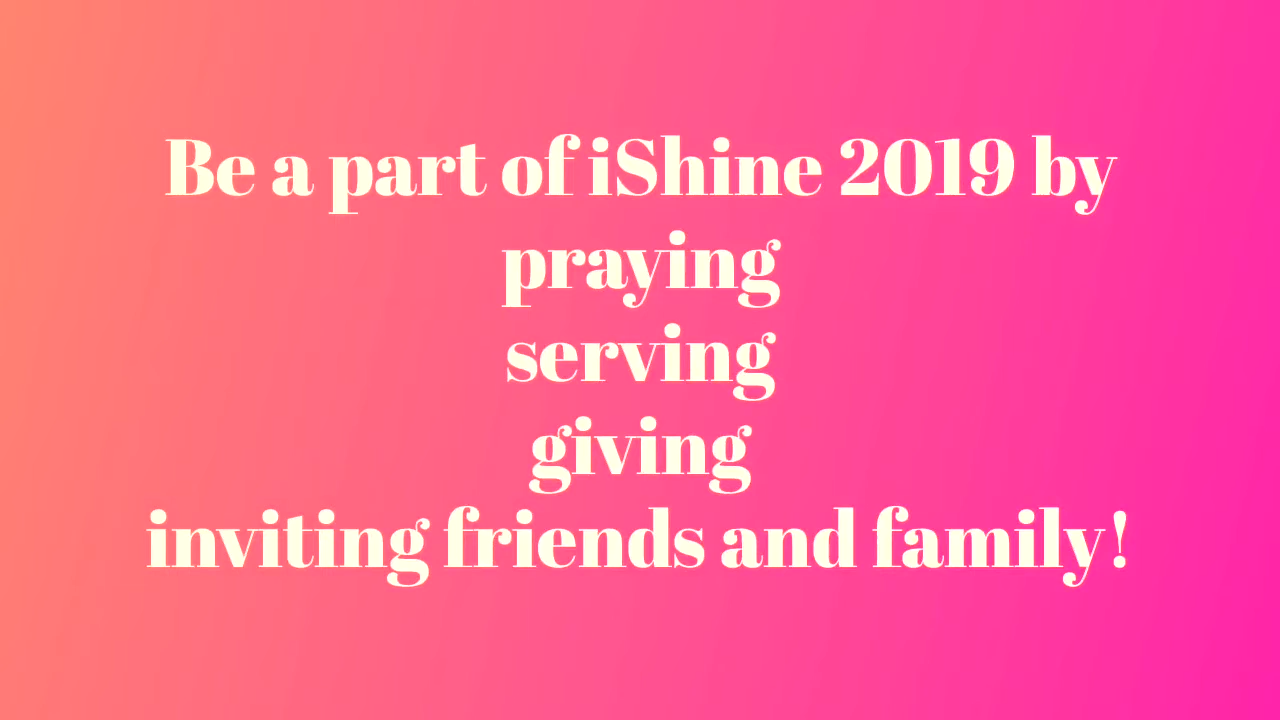 Be a part of iShine 2019 by
praying
serving
giving
inviting friends and family!